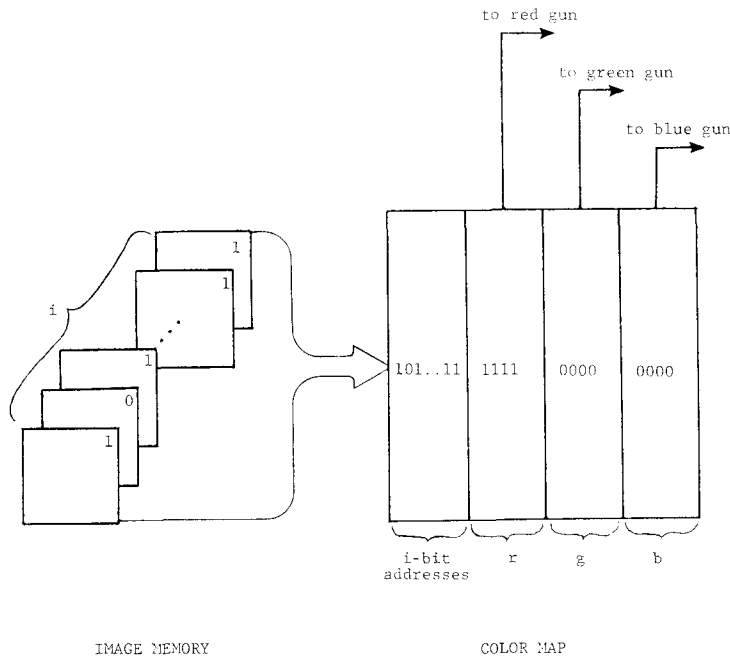 to red gun
to green gun
to blue gun
1
1
i
1
0
1
101..11 1111 0000 0000
i-bit addresses r g b
IMAGE MEMORY COLOR MAP